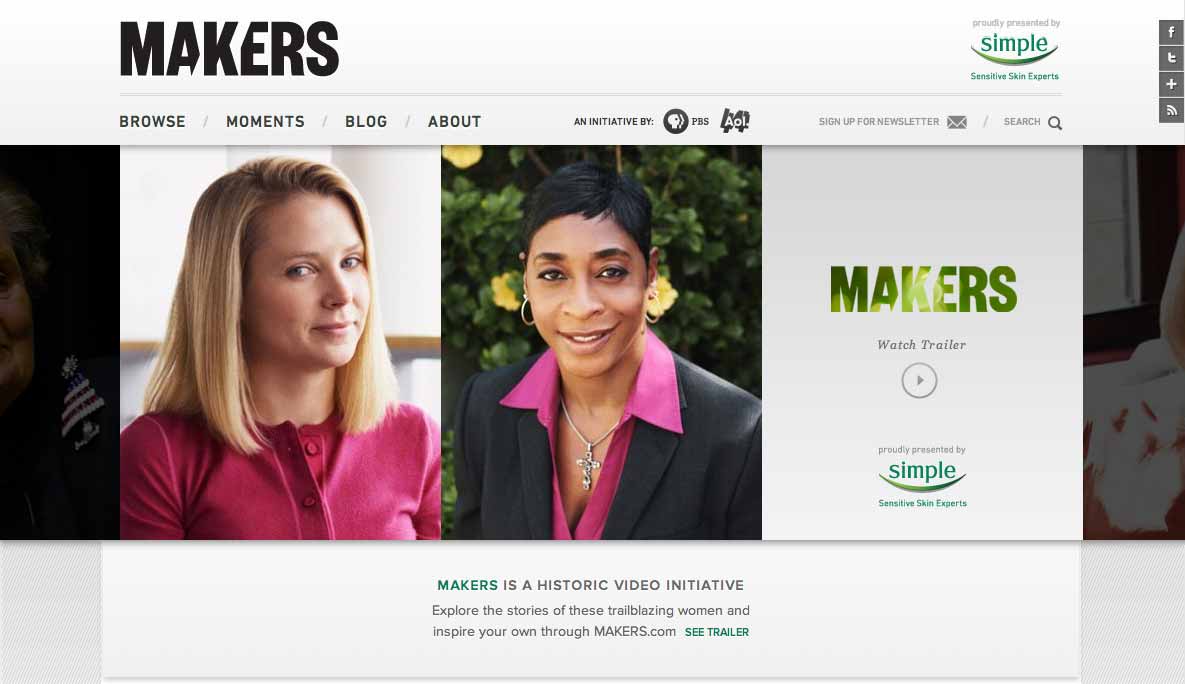 MAKERS
proudly presented by
simple
Sensitive Skin Experts
f
t
+
BROWSE / MOMENTS / BLOG / ABOUT
AN INITIATIVE BY: PBS Aol.
SIGN UP FOR NEWSLETTER / SEARCH
MAKERS
Watch Trailer
proudly presented by
simple
Sensitive Skin Experts
MAKERS IS A HISTORIC VIDEO INITIATIVE
Explore the stories of these trailblazing women and
inspire your own through MAKERS.com SEE TRAILER